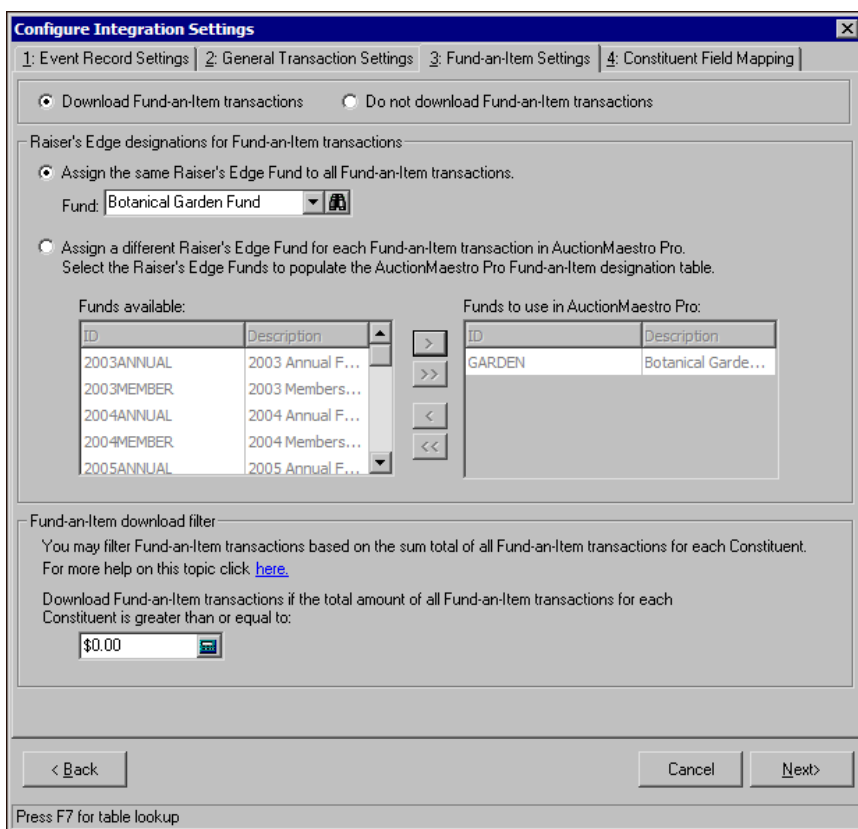 Configure Integration Settings
1: Event Record Settings 2: General Transaction Settings 3: Fund-an-Item Settings 4: Constituent Field Mapping
Download Fund-an-Item transactions Do not download Fund-an-Item transactions
Raiser's Edge designations for Fund-an-Item transactions
Assign the same Raiser's Edge Fund to all Fund-an-Item transactions.
Fund: Botanical Garden Fund
Assign a different Raiser's Edge Fund for each Fund-an-Item transaction in AuctionMaestro Pro.
Select the Raiser's Edge Funds to populate the AuctionMaestro Pro Fund-an-Item designation table.
Funds available:
ID Description
2003ANNUAL 2003 Annual F...
2003MEMBER 2003 Members...
2004ANNUAL 2004 Annual F...
2004MEMBER 2004 Members...
2005ANNUAL 2005 Annual F...
>
>>
<
<<
Funds to use in AuctionMaestro Pro:
ID Description
GARDEN Botanical Garde...
Fund-an-Item download filter
You may filter Fund-an-Item transactions based on the sum total of all Fund-an-Item transactions for each Constituent.
For more help on this topic click here.
Download Fund-an-Item transactions if the total amount of all Fund-an-Item transactions for each
Constituent is greater than or equal to:
$0.00
< Back Cancel Next>
Press F7 for table lookup